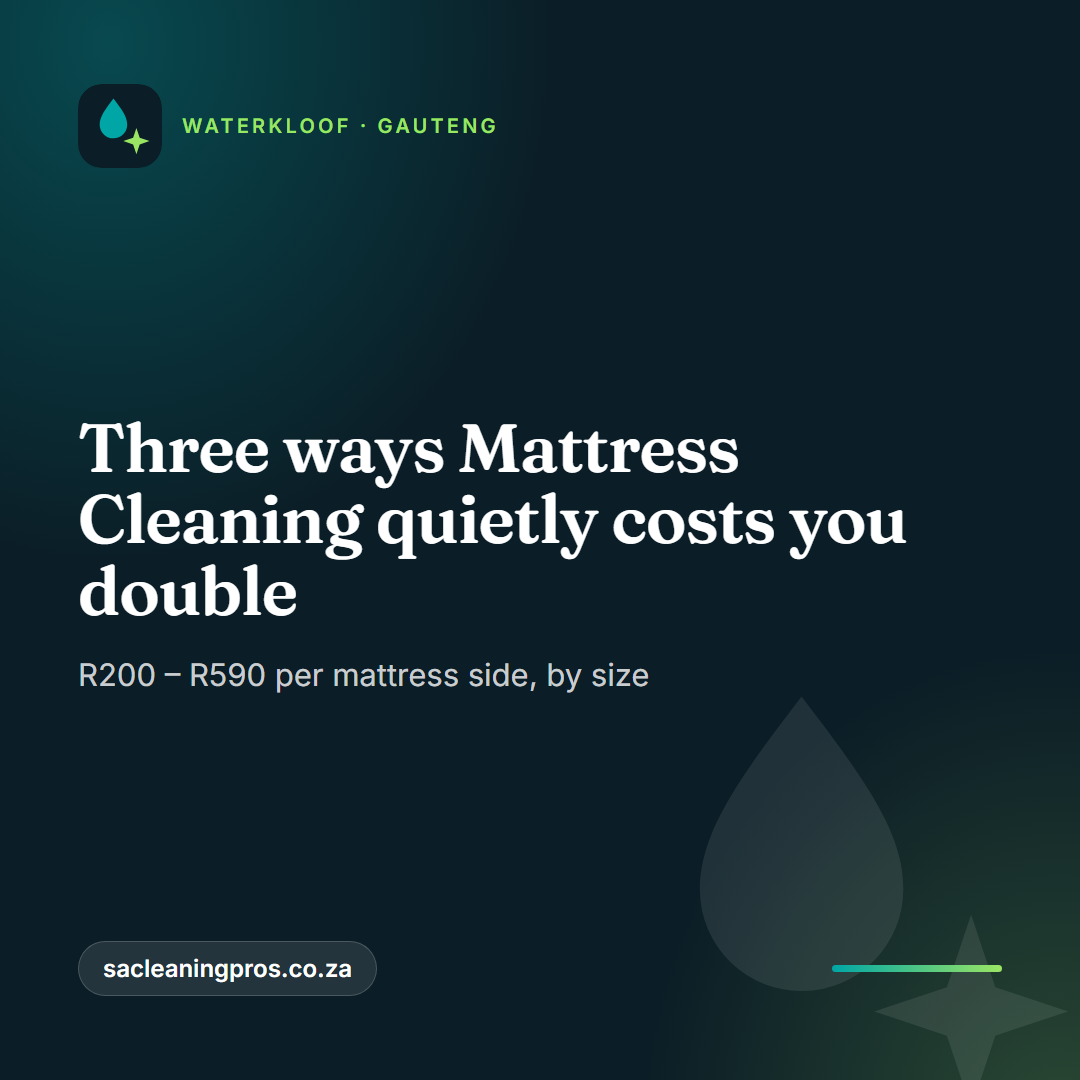 WATERKLOOF · GAUTENG
Three ways Mattress
Cleaning quietly costs you
double
R200 – R590 per mattress side, by size
sacleaningpros.co.za